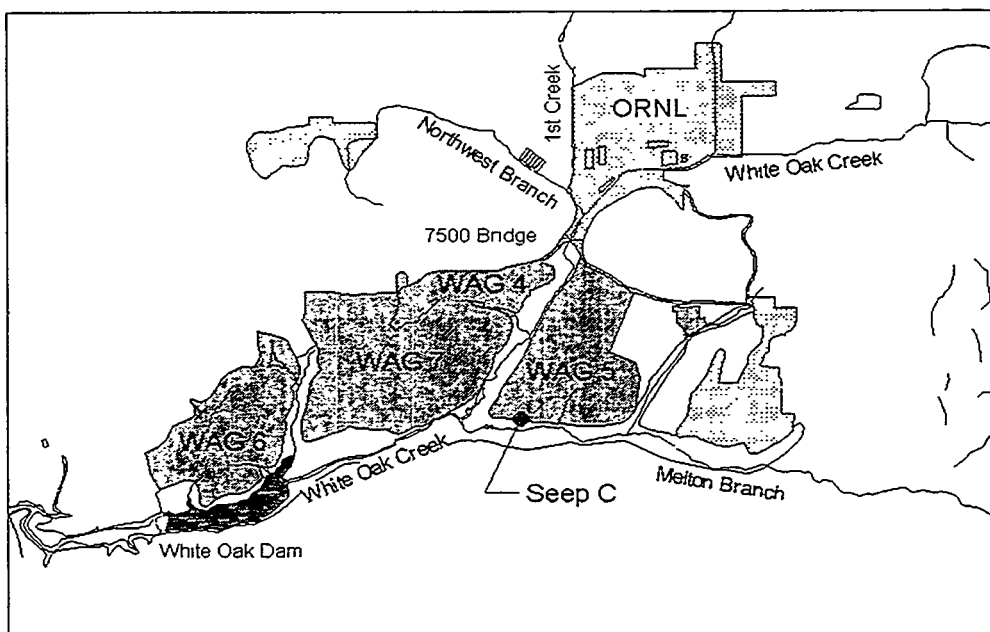 1st Creek
ORNL
Northwest Branch
S
White Oak Creek
7500 Bridge
WAG 4
WAG 7
WAG 5
WAG 6
White Oak Creek
Melton Branch
Seep C
White Oak Dam